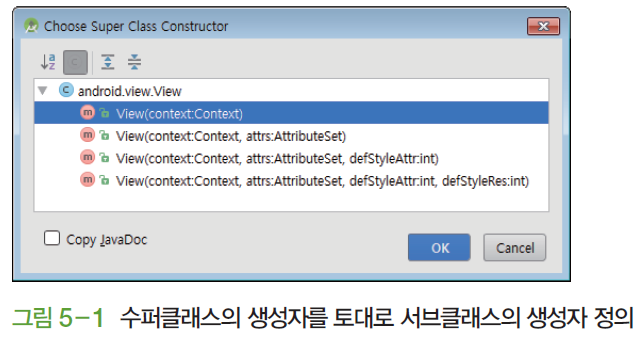 Choose Super Class Constructor
android.view.View
View(context:Context)
View(context:Context, attrs:AttributeSet)
View(context:Context, attrs:AttributeSet, defStyleAttr:int)
View(context:Context, attrs:AttributeSet, defStyleAttr:int, defStyleRes:int)
Copy JavaDoc
OK
Cancel
그림 5-1 수퍼클래스의 생성자를 토대로 서브클래스의 생성자 정의